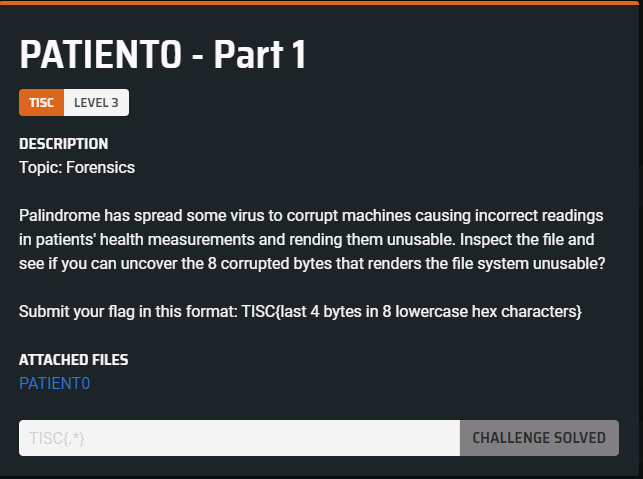 PATIENT0 - Part 1
TISC LEVEL 3
DESCRIPTION
Topic: Forensics
Palindrome has spread some virus to corrupt machines causing incorrect readings
in patients' health measurements and rending them unusable. Inspect the file and
see if you can uncover the 8 corrupted bytes that renders the file system unusable?
Submit your flag in this format: TISC{last 4 bytes in 8 lowercase hex characters}
ATTACHED FILES
PATIENT0
TISC{.*} CHALLENGE SOLVED